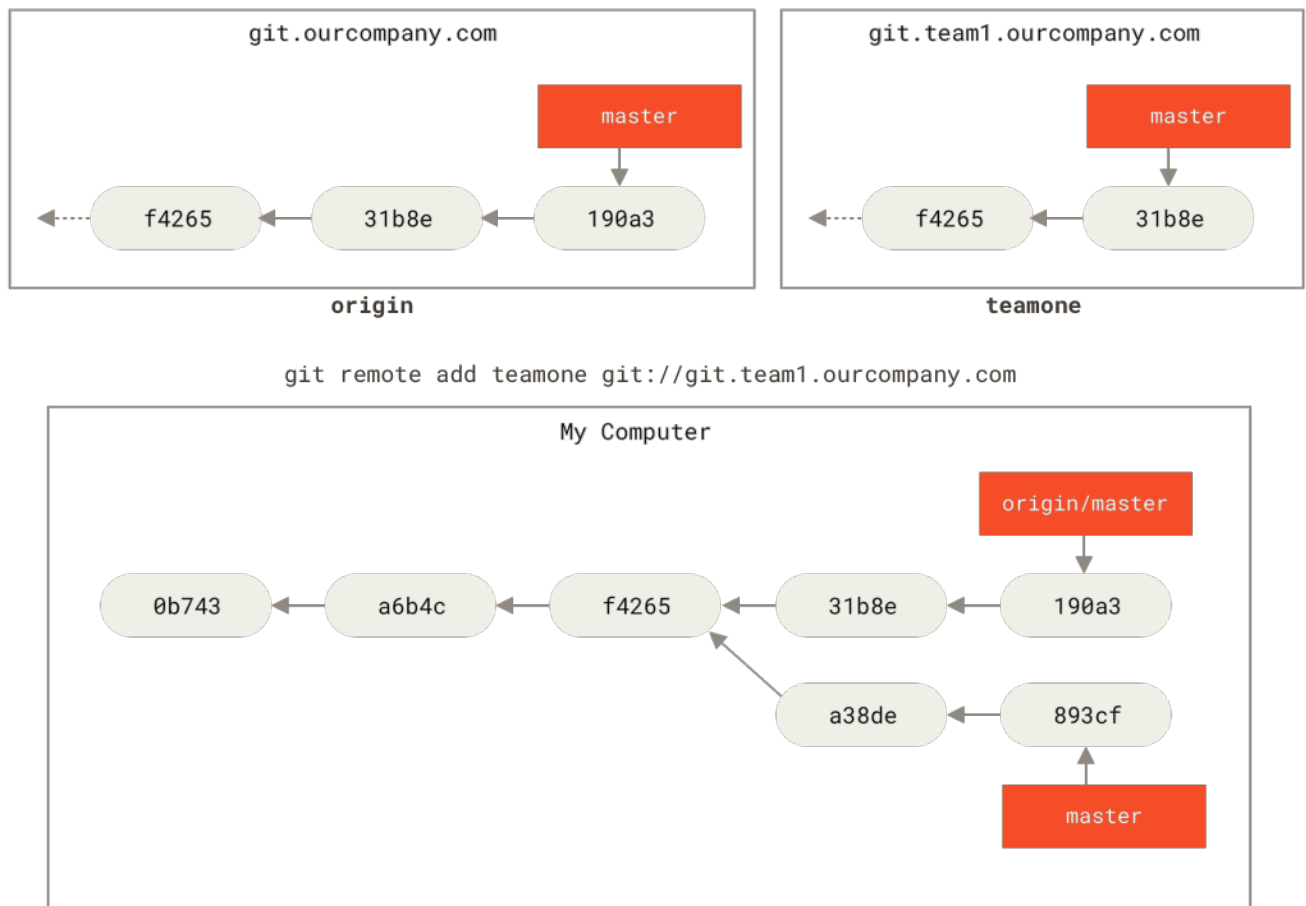 git.ourcompany.com
master
f4265
31b8e
190a3
origin
git.team1.ourcompany.com
master
f4265
31b8e
teamone
git remote add teamone git://git.team1.ourcompany.com
My Computer
origin/master
0b743
a6b4c
f4265
31b8e
190a3
a38de
893cf
master